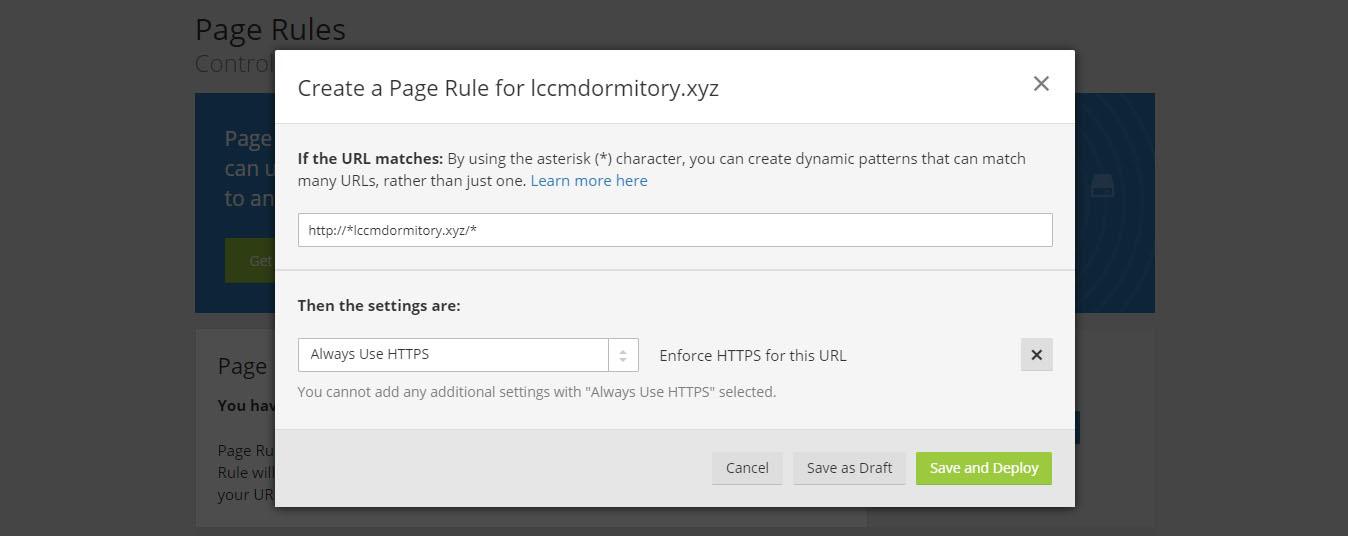 Page Rules
Control
Page
can u
to an
Get
Create a Page Rule for lccmdormitory.xyz
If the URL matches: By using the asterisk (*) character, you can create dynamic patterns that can match
many URLs, rather than just one. Learn more here
http://*lccmdormitory.xyz/*
Then the settings are:
Always Use HTTPS
Enforce HTTPS for this URL
You cannot add any additional settings with "Always Use HTTPS" selected.
Cancel
Save as Draft
Save and Deploy
Page
You hav
Page Ru
Rule will
your UR